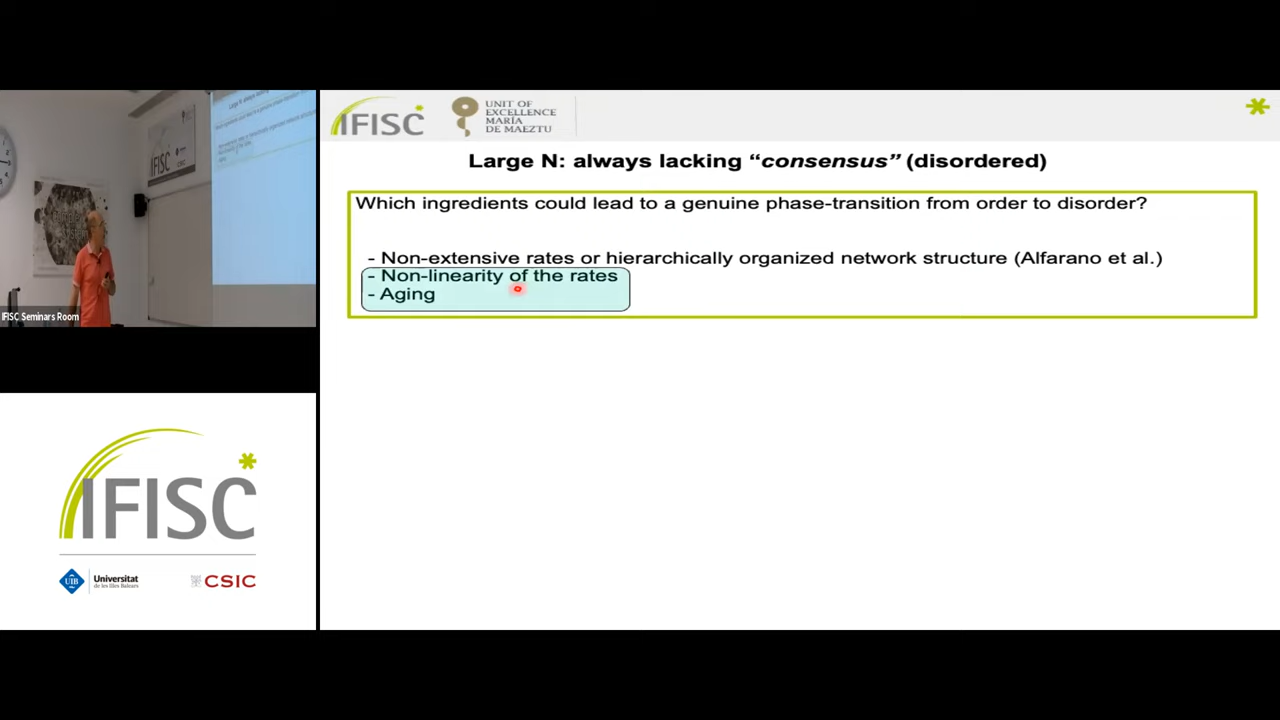 IFISC
UNIT OF
EXCELLENCE
MARÍA
DE MAEZTU
Large N: always lacking “consensus” (disordered)
Which ingredients could lead to a genuine phase-transition from order to disorder?
- Non-extensive rates or hierarchically organized network structure (Alfarano et al.)
- Non-linearity of the rates
- Aging
IFISC
IFISC Seminars Room
IFISC
UIB
Universitat
de les Illes Balears
CSIC